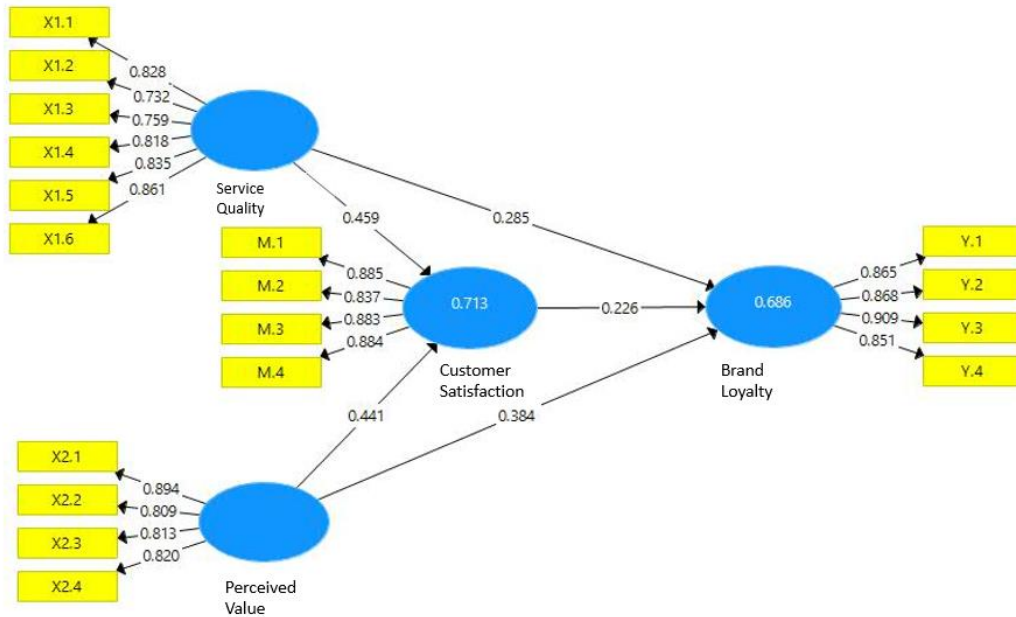 X1.1
X1.2
X1.3
X1.4
X1.5
X1.6
0.828
0.732
0.759
0.818
0.835
0.861
Service
Quality
0.459
0.285
M.1
M.2
M.3
M.4
0.885
0.837
0.883
0.884
0.713
Customer
Satisfaction
0.226
0.686
Brand
Loyalty
0.865
0.868
0.909
0.851
Y.1
Y.2
Y.3
Y.4
0.441
0.384
X2.1
X2.2
X2.3
X2.4
0.894
0.809
0.813
0.820
Perceived
Value